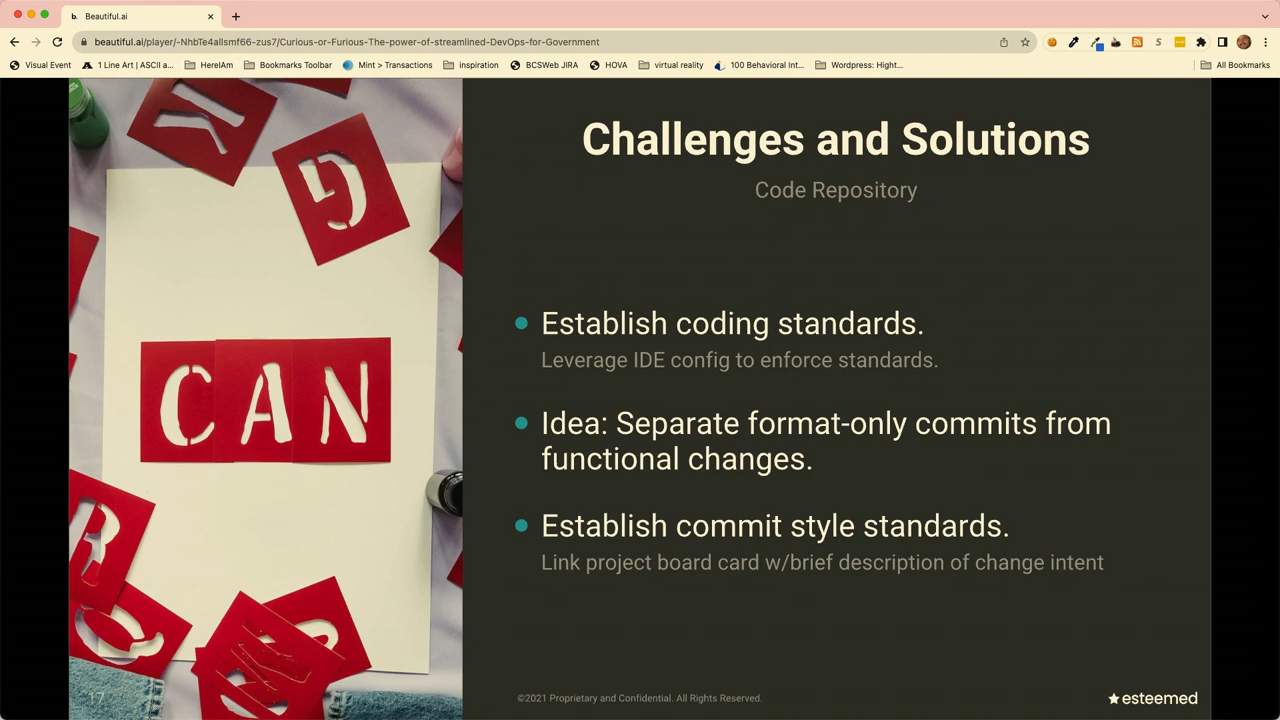 b. Beautiful.ai
beautiful.ai/player/-NhbTe4allsmf66-zus7/Curious-or-Furious-The-power-of-streamlined-DevOps-for-Government
Visual Event
1 Line Art | ASCII a...
HereIAm
Bookmarks Toolbar
Mint > Transactions
inspiration
BCSWeb JIRA
HOVA
virtual reality
100 Behavioral Int...
Wordpress: Hight...
All Bookmarks
K
G
CAN
R
17
Challenges and Solutions
Code Repository
Establish coding standards.
Leverage IDE config to enforce standards.
Idea: Separate format-only commits from
functional changes.
Establish commit style standards.
Link project board card w/brief description of change intent
©2021 Proprietary and Confidential. All Rights Reserved.
esteemed